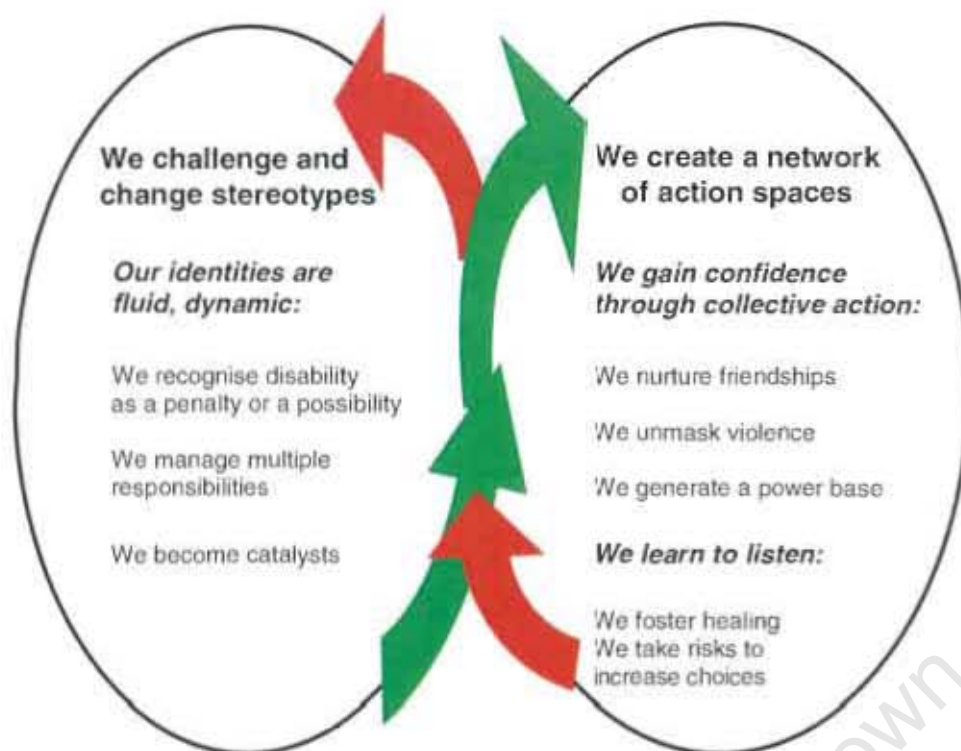 We challenge and
change stereotypes
Our identities are
fluid, dynamic:
We recognise disability
as a penalty or a possibility
We manage multiple
responsibilities
We become catalysts
We create a network
of action spaces
We gain confidence
through collective action:
We nurture friendships
We unmask violence
We generate a power base
We learn to listen:
We foster healing
We take risks to
increase choices
own